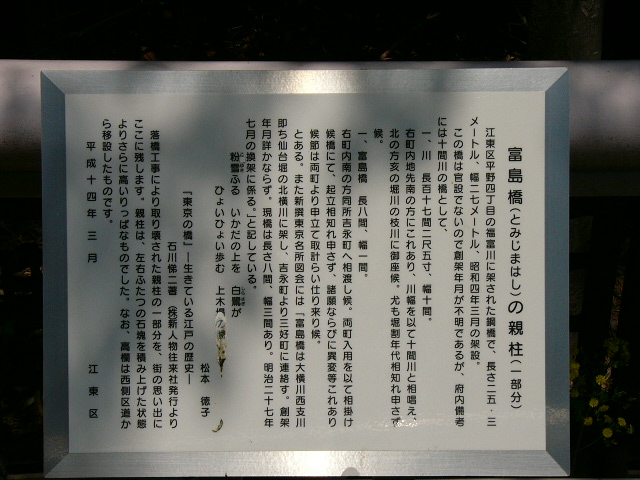 富島橋(とみじまはし)の親柱(一部分)
江東区平野四丁目の福富川に架された鋼橋で、長さ二五・三
メートル、幅二七メートル、昭和四年三月の架設。
この橋は官設でないので創架年月が不明であるが、府内備考
には十間川の橋として、
一、川 長百十七間二尺五寸、幅十間。
右町内地先南の方にこれあり、川幅を以て十間川と相唱え、
北の方亥の堀川の枝川に御座候。尤も堀割年代相知れ申さず
候。
一、富島橋 長八間、幅一間。
右町内南の方同所吉永町へ相渡し候。両町入用を以て相掛け
候橋にて、起立相知れ申さず、諸願ならびに異変等これあり
候節は両町より申立て取計らい仕り来り候。
とある。また新撰東京名所図会には「富島橋は大横川西支川
即ち仙台堀の北横川に架し、吉永町より三好町に連絡す。創架
年月詳かならず。現橋は長さ八間、幅三間あり。明治二十七年
七月の換架に係る。」と記している。
粉雪ふる いかだの上を 白鷺が
ひょいひょい歩む 上木場の
松本 徳子
「東京の橋」―生きている江戸の歴史―
石川悌二著 ㈱新人物往来社発行より
落橋工事により取り壊された親柱の一部分を、街の思い出に
ここに残します。親柱は、左右ふたつの石塊を積み上げた状態
よりさらに高いりっぱなものでした。なお、高欄は西側区道か
ら移設したものです。
平成十四年 三月 江東区